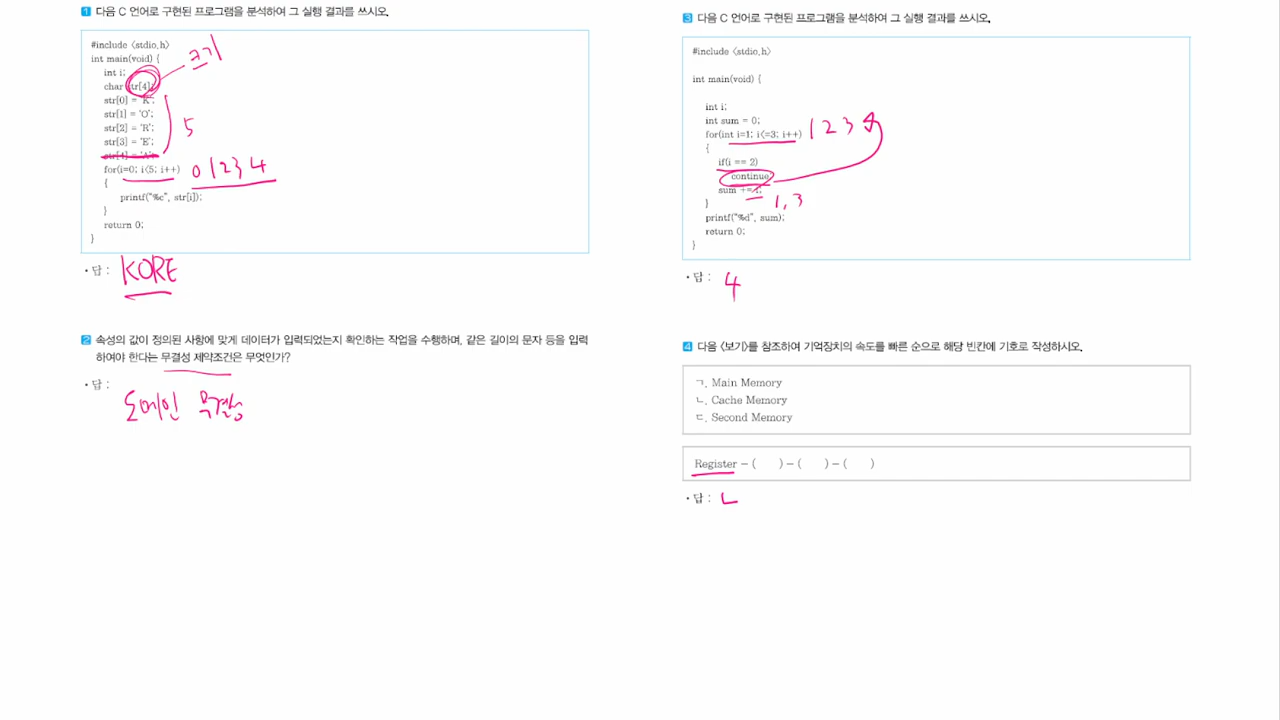 1 다음 C 언어로 구현된 프로그램을 분석하여 그 실행 결과를 쓰시오.
#include <stdio.h>
int main(void) {
int i;
char str[4];
크기
str[0] = 'K';
str[1] = 'O';
str[2] = 'R';
str[3] = 'E';
str[4] = 'A';
5
for(i=0; i<5; i++)
0 1 2 3 4
{
printf("%c", str[i]);
}
return 0;
}
• 답 :
KORE
2 속성의 값이 정의된 사항에 맞게 데이터가 입력되었는지 확인하는 작업을 수행하며, 같은 길이의 문자 등을 입력
하여야 한다는 무결성 제약조건은 무엇인가?
• 답 :
도메인 무결성
3 다음 C 언어로 구현된 프로그램을 분석하여 그 실행 결과를 쓰시오.
#include <stdio.h>
int main(void) {
int i;
int sum = 0;
for(int i=1; i<=3; i++)
1 2 3
{
if(i == 2)
continue;
sum += i;
1, 3
}
printf("%d", sum);
return 0;
}
• 답 :
4
4 다음 <보기>를 참조하여 기억장치의 속도를 빠른 순으로 해당 빈칸에 기호로 작성하시오.
ㄱ. Main Memory
ㄴ. Cache Memory
ㄷ. Second Memory
Register - ( ) - ( ) - ( )
• 답 :
ㄴ